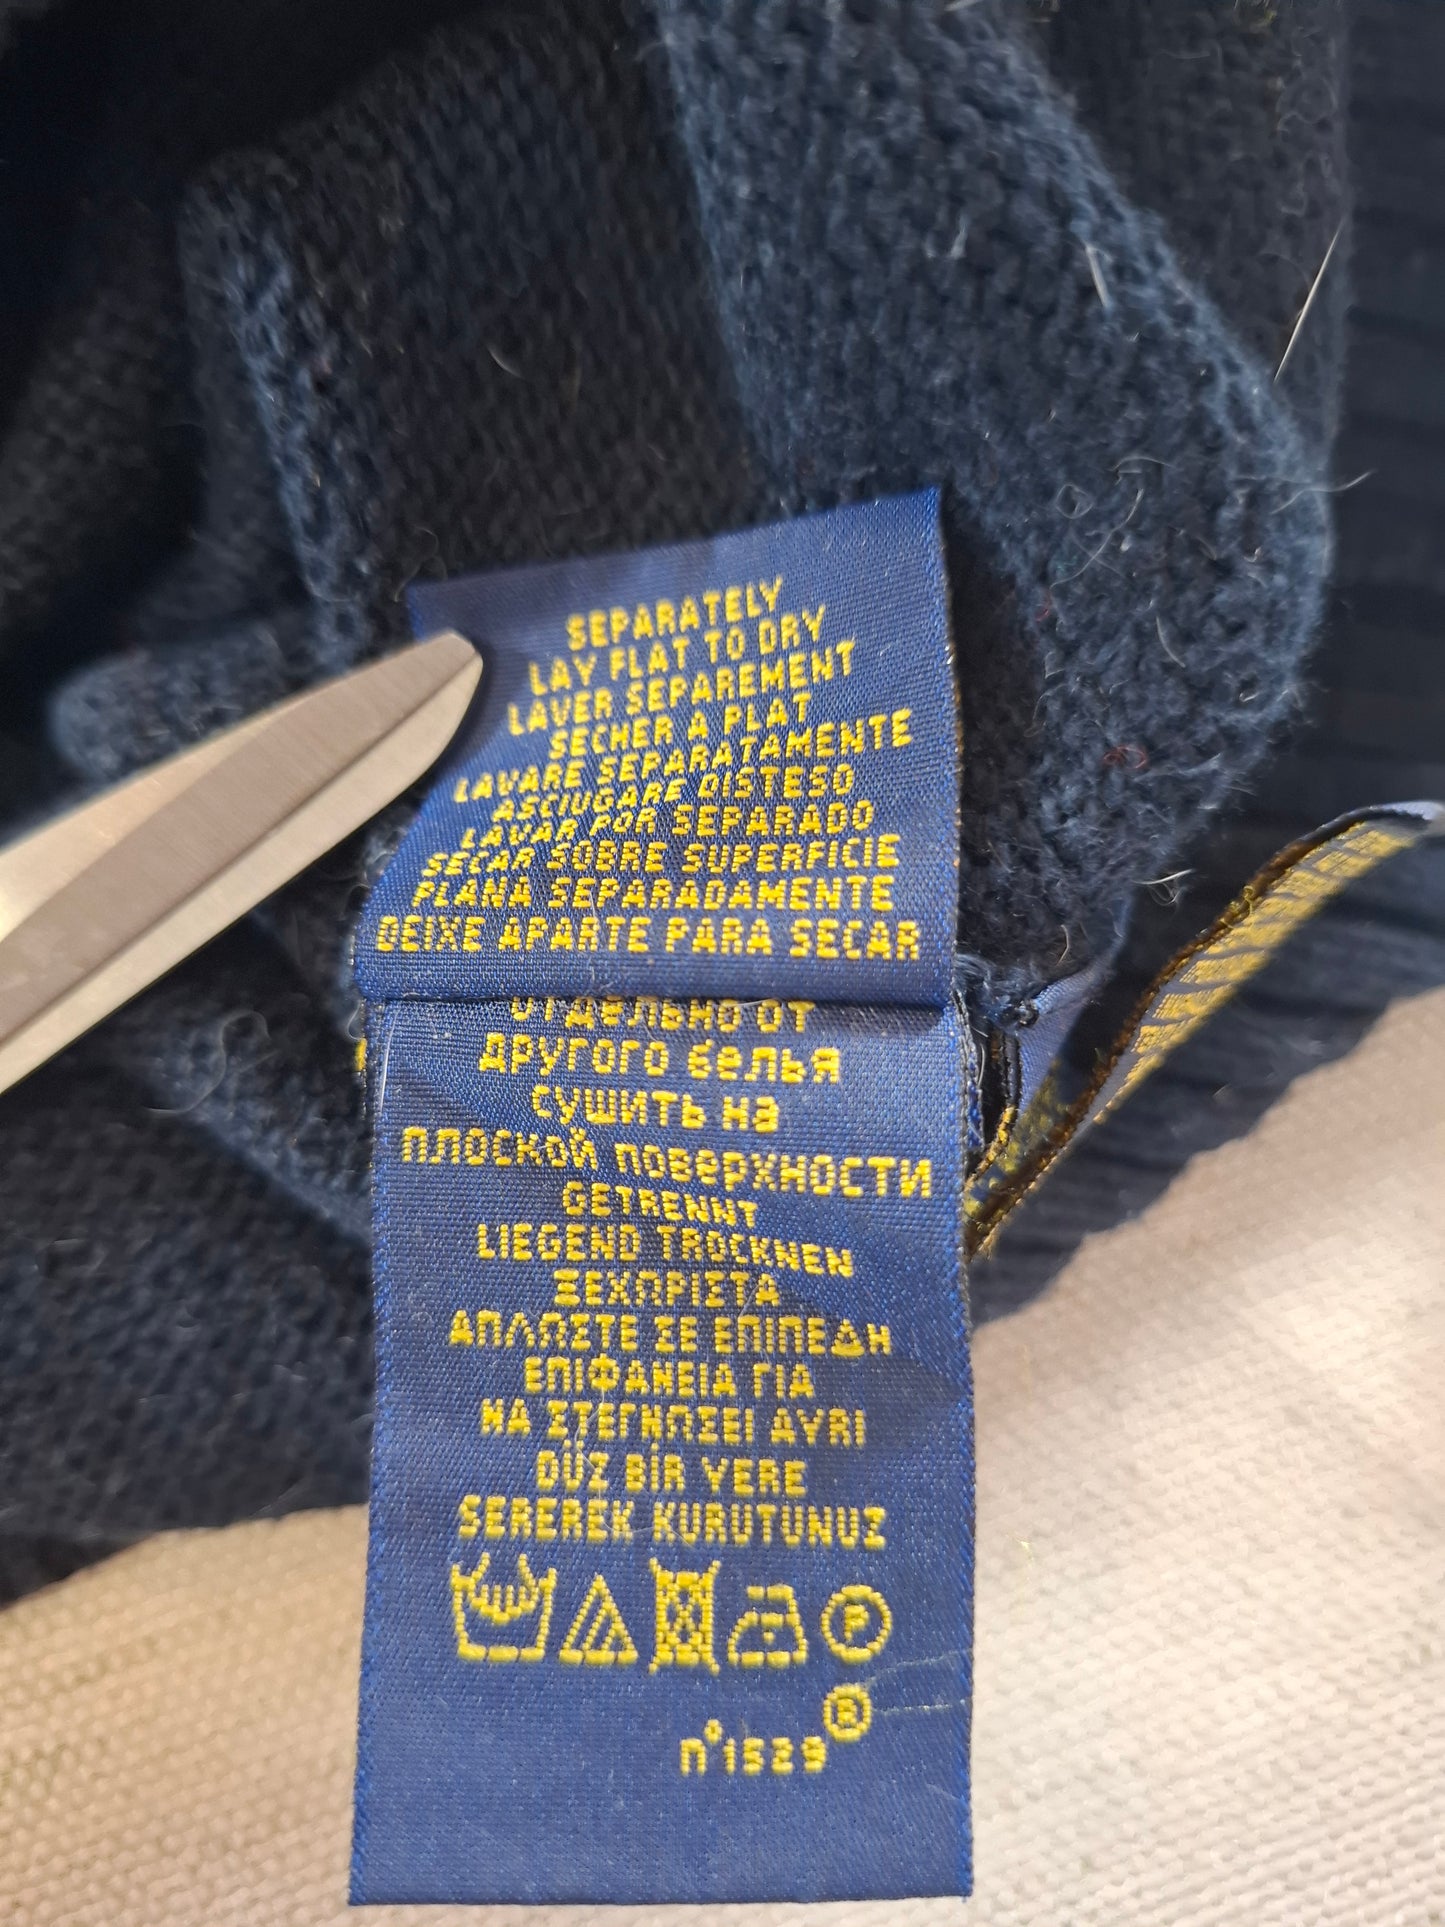 SEPARATELY
LAY FLAT TO DRY
LAVER SEPAREMENT
SECHER A PLAT
LAVARE SEPARATAMENTE
ASCIUGARE DISTESO
LAVAR POR SEPARADO
SECAR SOBRE SUPERFICIE
PLANA SEPARADAMENTE
DEIXE APARTE PARA SECAR
отдельно от
другого белья
сушить на
плоской поверхности
GETRENNT
LIEGEND TROCKNEN
ΞΕΧΩΡΙΣΤΑ
ΑΠΛΩΣΤΕ ΣΕ ΕΠΙΠΕΔΗ
ΕΠΙΦΑΝΕΙΑ ΓΙΑ
ΝΑ ΣΤΕΓΝΩΣΕΙ AYRI
DÜZ BİR YERE
SEREREK KURUTUNUZ
P
n°1529®